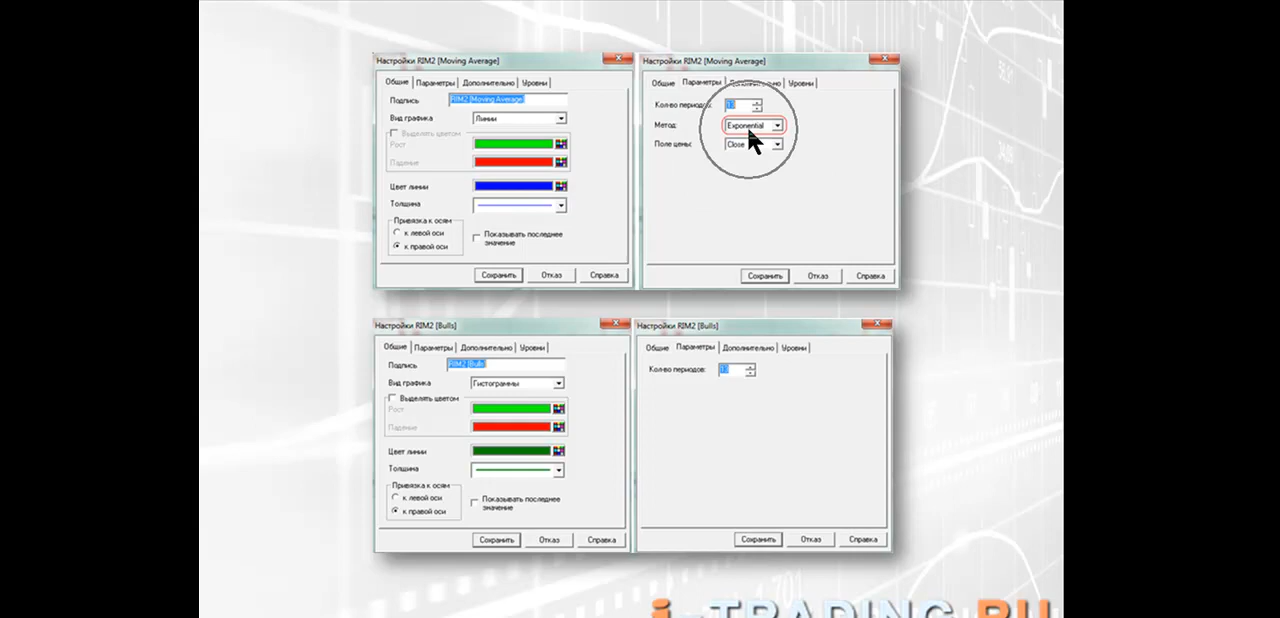 Настройки RIM2 [Moving Average]
Общие Параметры Дополнительно Уровни
Подпись RIM2 [Moving Average]
Вид графика Линии
Выделять цветом
Рост
Падение
Цвет линии
Толщина
Привязка к осям
к левой оси
к правой оси
Показывать последнее
значение
Сохранить Отказ Справка
Настройки RIM2 [Moving Average]
Общие Параметры Дополнительно Уровни
Кол-во периодов: 13
Метод: Exponential
Поле цены: Close
Сохранить Отказ Справка
Настройки RIM2 [Bulls]
Общие Параметры Дополнительно Уровни
Подпись RIM2 [Bulls]
Вид графика Гистограммы
Выделять цветом
Рост
Падение
Цвет линии
Толщина
Привязка к осям
к левой оси
к правой оси
Показывать последнее
значение
Сохранить Отказ Справка
Настройки RIM2 [Bulls]
Общие Параметры Дополнительно Уровни
Кол-во периодов: 13
Сохранить Отказ Справка
i-TRADING.RU